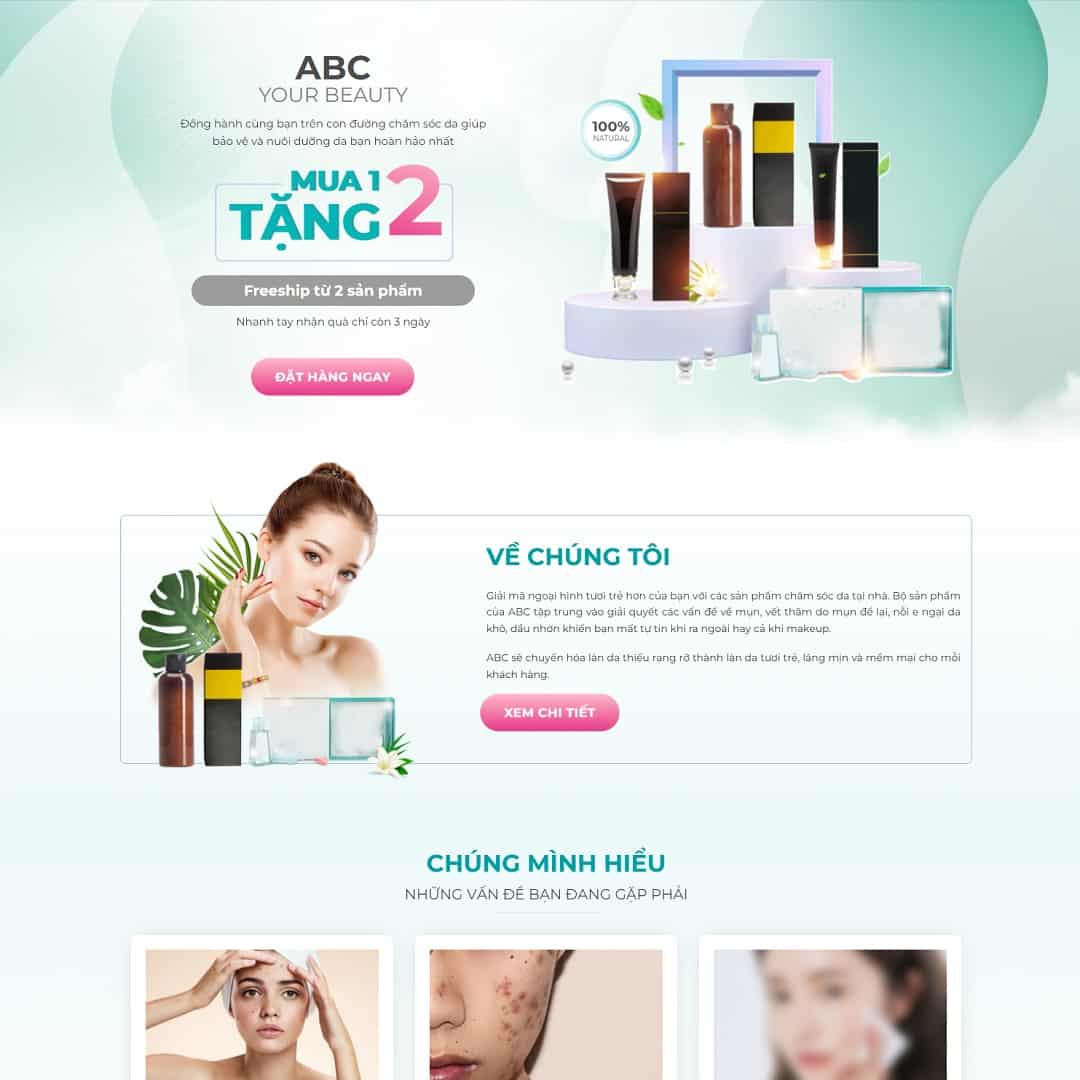 ABC
YOUR BEAUTY
Đồng hành cùng bạn trên con đường chăm sóc da giúp
bảo vệ và nuôi dưỡng da bạn hoàn hảo nhất
MUA 1
TẶNG 2
Freeship từ 2 sản phẩm
Nhanh tay nhận quà chỉ còn 3 ngày
ĐẶT HÀNG NGAY
100%
NATURAL
VỀ CHÚNG TÔI
Giải mã ngoại hình tươi trẻ hơn của bạn với các sản phẩm chăm sóc da tại nhà. Bộ sản phẩm
của ABC tập trung vào giải quyết các vấn đề về mụn, vết thâm do mụn để lại, nỗi e ngại da
khô, dầu nhờn khiến bạn mất tự tin khi ra ngoài hay cả khi makeup.
ABC sẽ chuyển hóa làn da thiếu rạng rỡ thành làn da tươi trẻ, láng mịn và mềm mại cho mỗi
khách hàng.
XEM CHI TIẾT
CHÚNG MÌNH HIỂU
NHỮNG VẤN ĐỀ BẠN ĐANG GẶP PHẢI